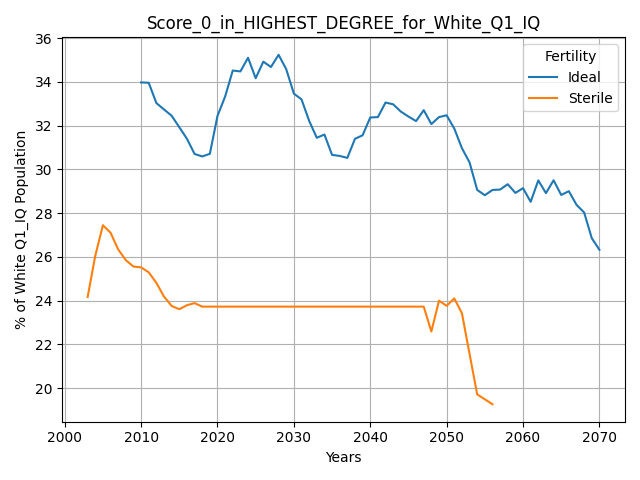 Score_0_in_HIGHEST_DEGREE_for_White_Q1_IQ
Fertility
Ideal
Sterile
% of White Q1_IQ Population
36
34
32
30
28
26
24
22
20
2000 2010 2020 2030 2040 2050 2060 2070
Years